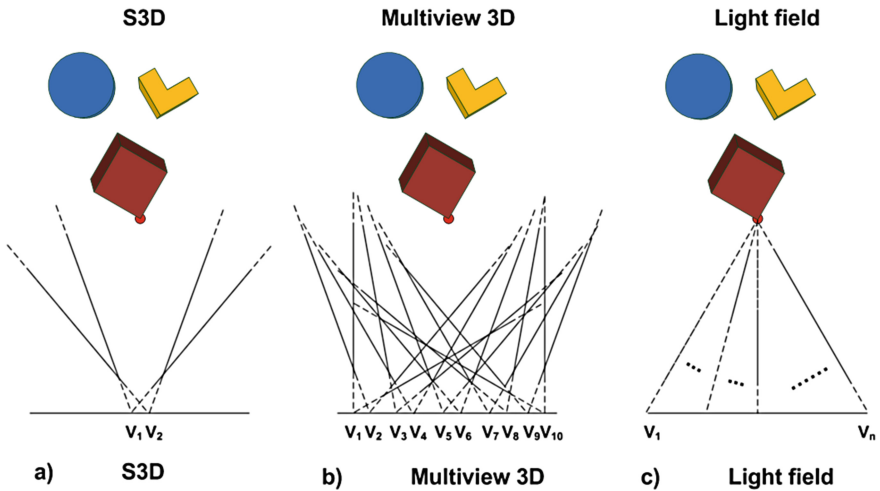 S3D Multiview 3D Light field
V1 V2 V1 V2 V3 V4 V5 V6 V7 V8 V9 V10 V1 Vn
a) S3D b) Multiview 3D c) Light field